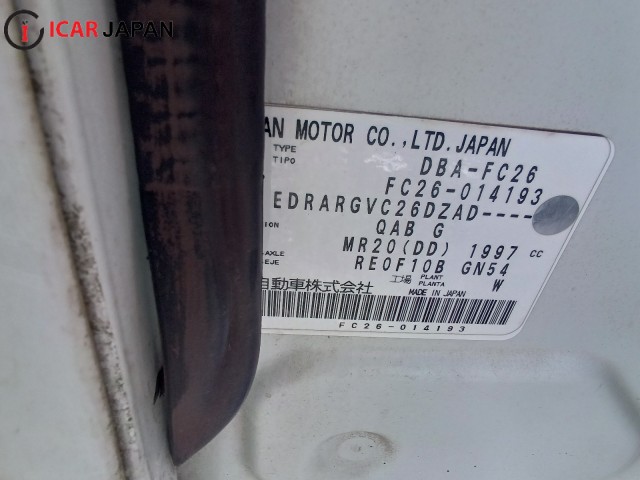 ICAR JAPAN
AN MOTOR CO.,LTD.JAPAN
TYPE
TIPO DBA-FC26
FC26-014193
EDRARGVC26DZAD----
QAB G
MR20(DD) 1997 CC
-AXLE
EJE RE0F10B GN54
工場 PLANT
PLANTA W
自動車株式会社 MADE IN JAPAN
FC26-014193